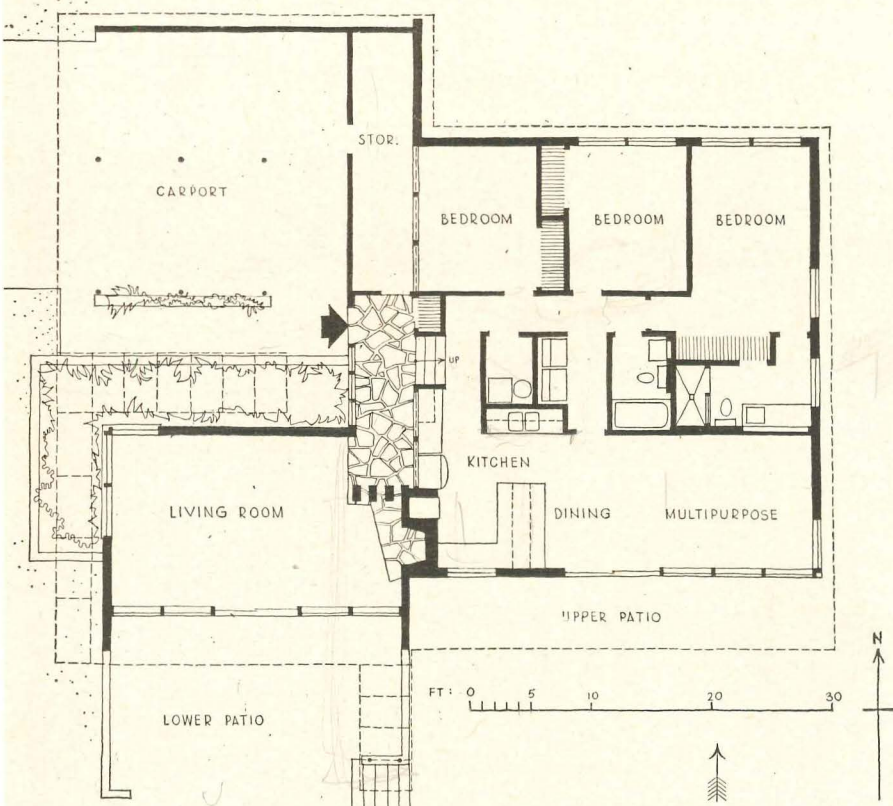 STOR.
CARPORT
BEDROOM
BEDROOM
BEDROOM
UP
KITCHEN
LIVING ROOM
DINING
MULTIPURPOSE
UPPER PATIO
N
FT: 0 5 10 20 30
LOWER PATIO